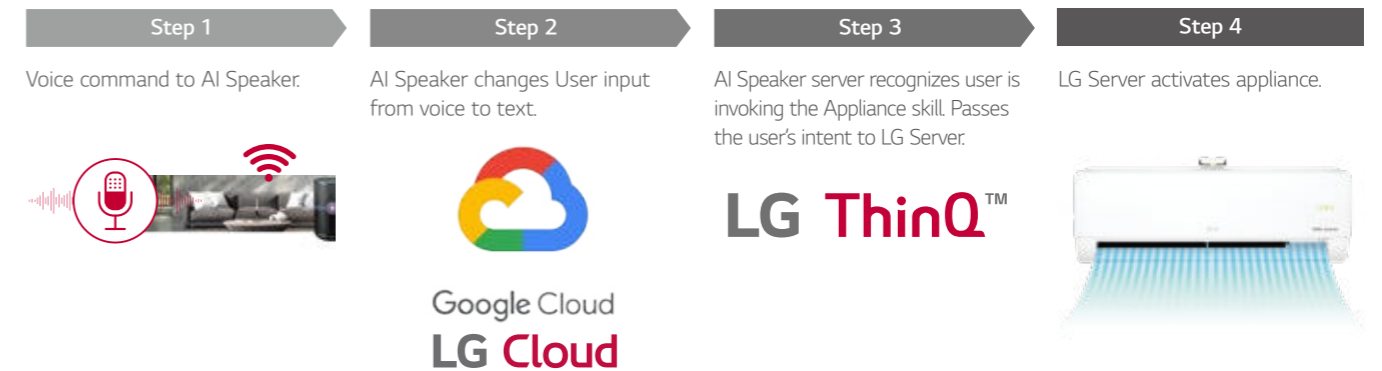 Step 1
Voice command to AI Speaker.
Step 2
AI Speaker changes User input
from voice to text.
Google Cloud
LG Cloud
Step 3
AI Speaker server recognizes user is
invoking the Appliance skill. Passes
the user's intent to LG Server.
LG ThinQ™
Step 4
LG Server activates appliance.